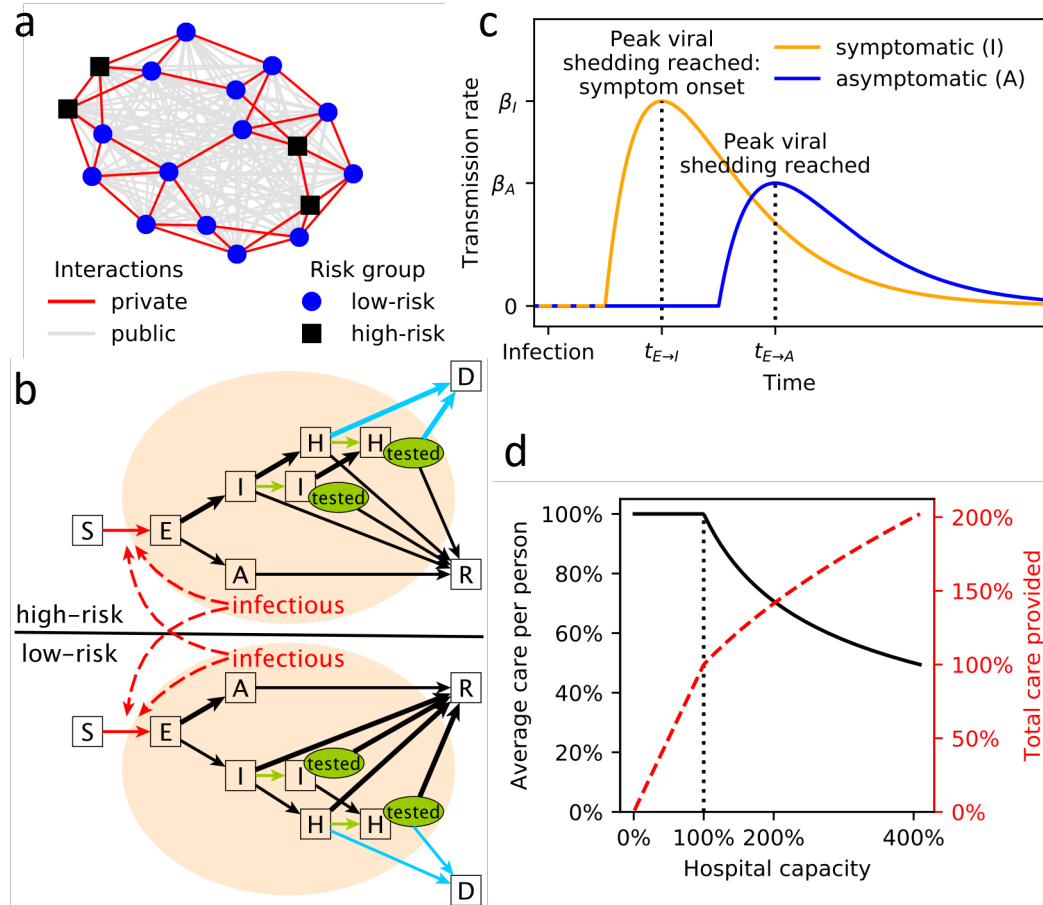 a
Interactions
private
public
Risk group
low-risk
high-risk
b
D
H
H
tested
I
I
tested
S
E
A
R
infectious
high-risk
low-risk
infectious
A
R
S
E
tested
I
I
tested
H
H
D
c
Peak viral
shedding reached:
symptom onset
symptomatic (I)
asymptomatic (A)
Peak viral
shedding reached
Transmission rate
β_I
β_A
0
Infection
t_{E→I}
t_{E→A}
Time
d
Average care per person
100%
80%
60%
40%
20%
0%
0%
100%
200%
400%
Hospital capacity
200%
150%
100%
50%
0%
Total care provided